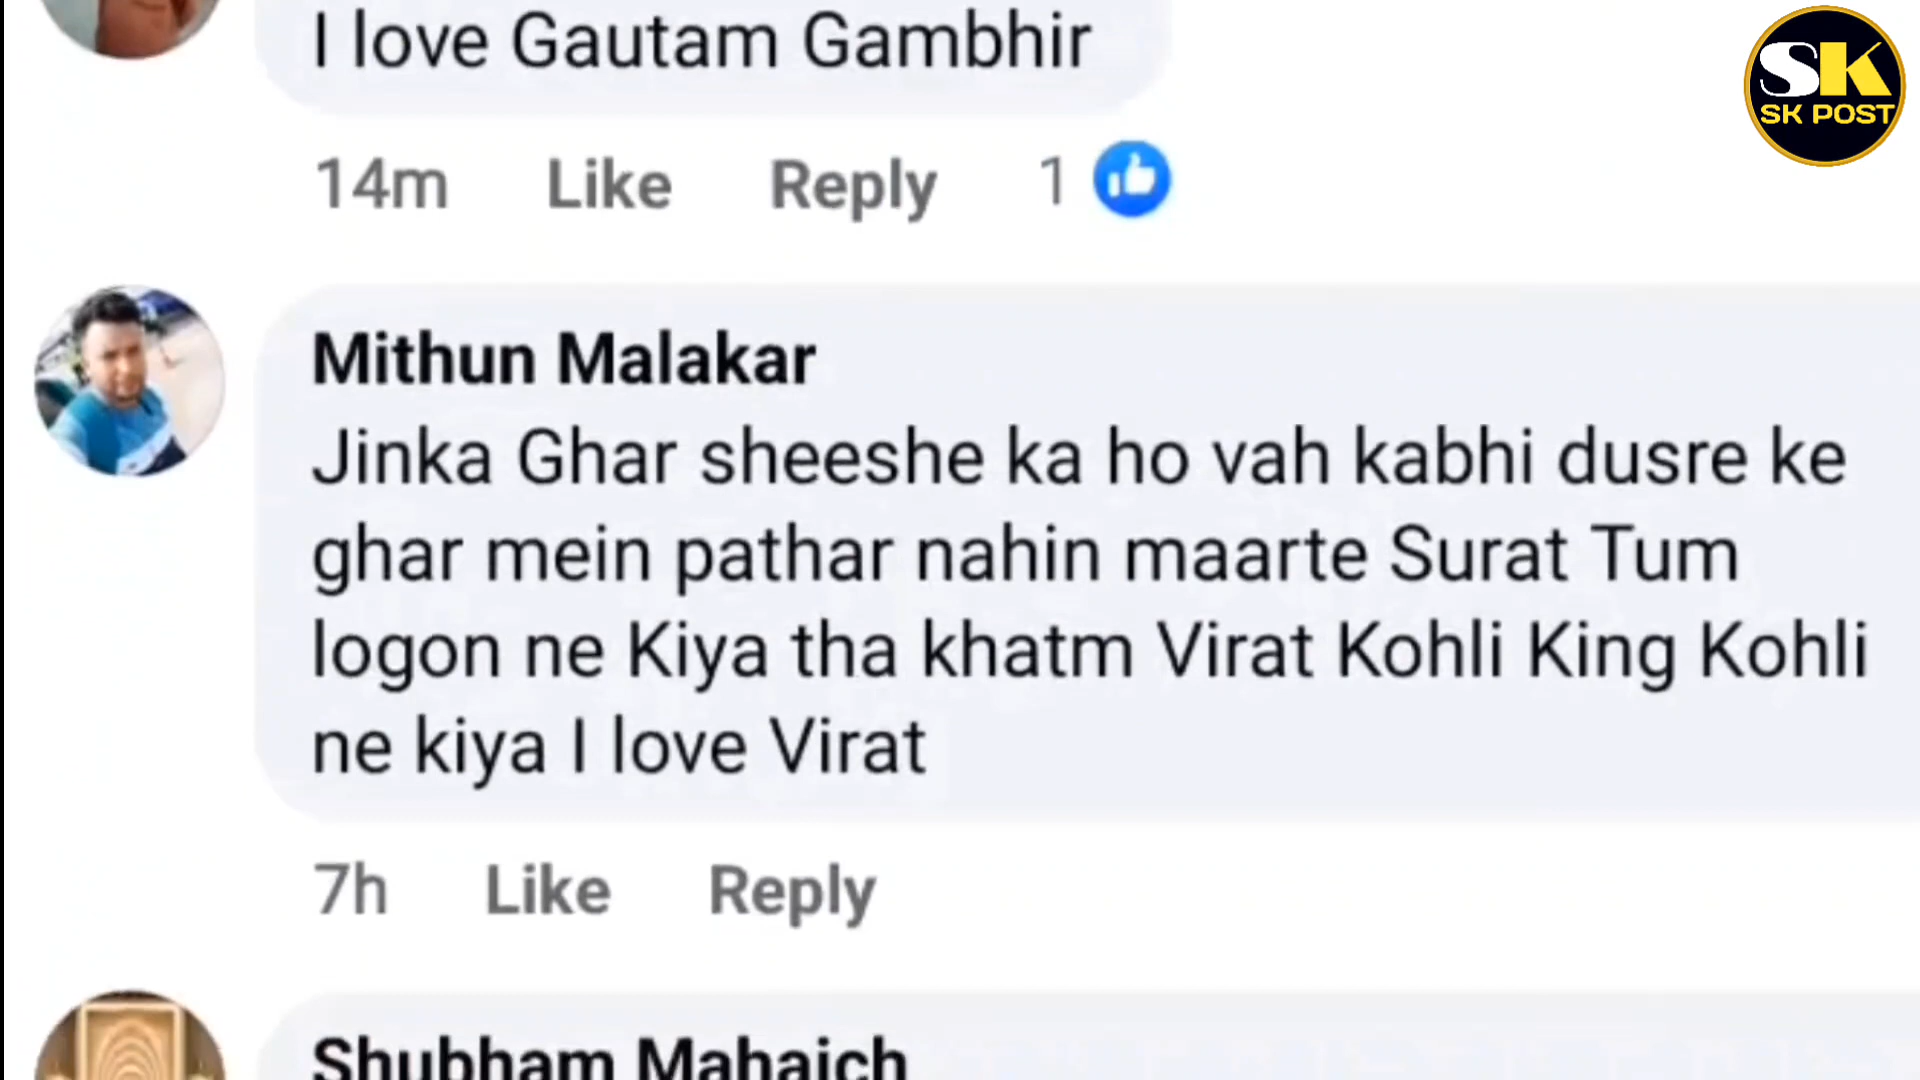 I love Gautam Gambhir
SK
SK POST
14m Like Reply 1
Mithun Malakar
Jinka Ghar sheeshe ka ho vah kabhi dusre ke
ghar mein pathar nahin maarte Surat Tum
logon ne Kiya tha khatm Virat Kohli King Kohli
ne kiya I love Virat
7h Like Reply
Shubham Mahaich